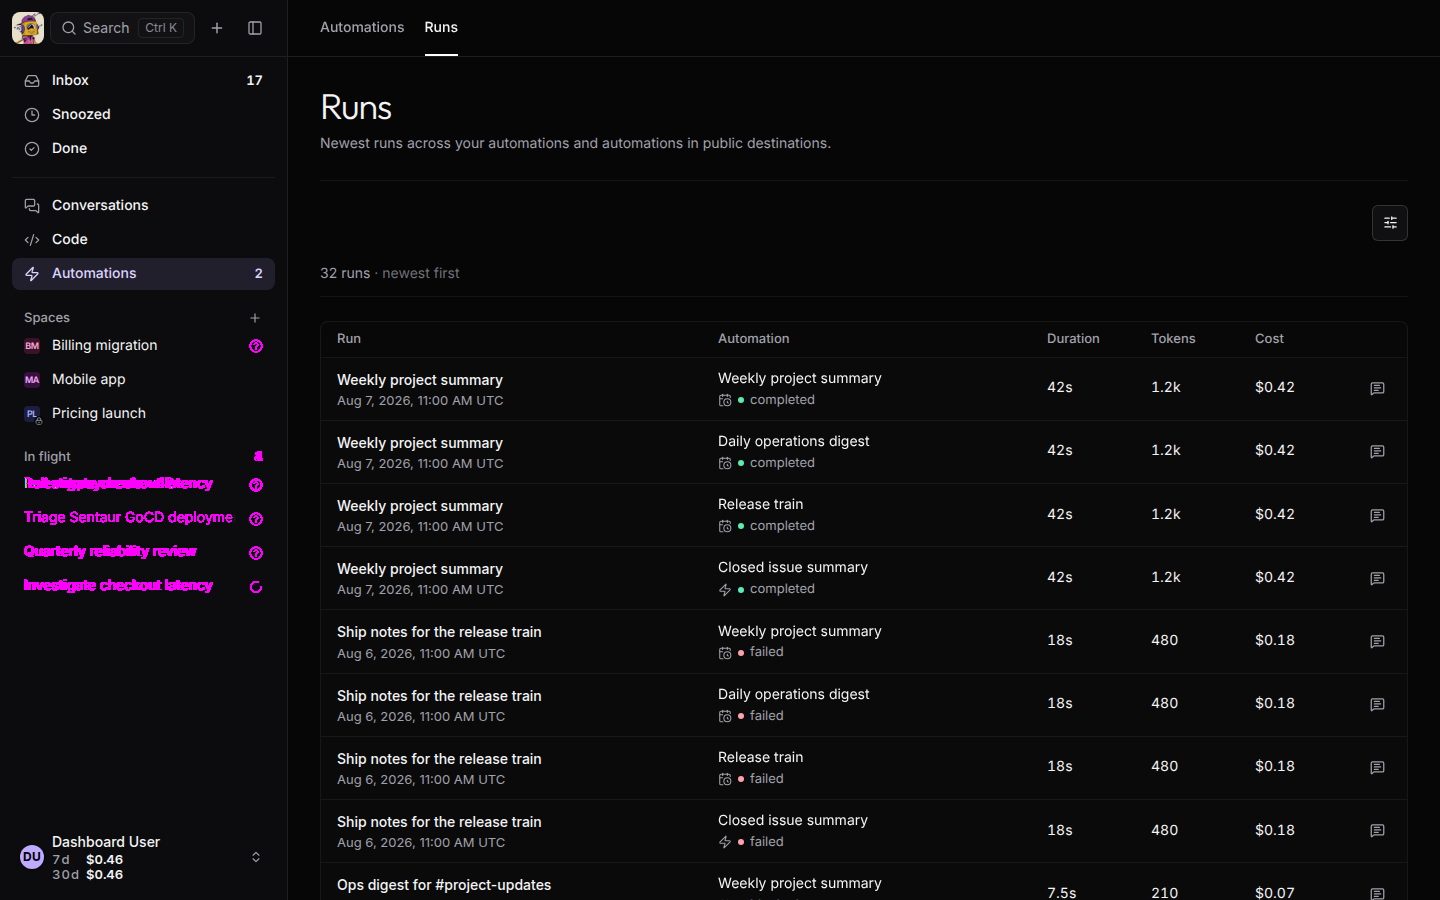 Search Ctrl K
Automations Runs
Inbox 17
Snoozed
Done
Conversations
Code
Automations 2
Spaces
BM Billing migration
MA Mobile app
PL Pricing launch
In flight
latency
Triage Sentaur GoCD deployme
Quarterly reliability review
Investigate checkout latency
DU Dashboard User
7d $0.46
30d $0.46
Runs
Newest runs across your automations and automations in public destinations.
32 runs · newest first
Run Automation Duration Tokens Cost
Weekly project summary Weekly project summary 42s 1.2k $0.42
Aug 7, 2026, 11:00 AM UTC completed
Weekly project summary Daily operations digest 42s 1.2k $0.42
Aug 7, 2026, 11:00 AM UTC completed
Weekly project summary Release train 42s 1.2k $0.42
Aug 7, 2026, 11:00 AM UTC completed
Weekly project summary Closed issue summary 42s 1.2k $0.42
Aug 7, 2026, 11:00 AM UTC completed
Ship notes for the release train Weekly project summary 18s 480 $0.18
Aug 6, 2026, 11:00 AM UTC failed
Ship notes for the release train Daily operations digest 18s 480 $0.18
Aug 6, 2026, 11:00 AM UTC failed
Ship notes for the release train Release train 18s 480 $0.18
Aug 6, 2026, 11:00 AM UTC failed
Ship notes for the release train Closed issue summary 18s 480 $0.18
Aug 6, 2026, 11:00 AM UTC failed
Ops digest for #project-updates Weekly project summary 7.5s 210 $0.07